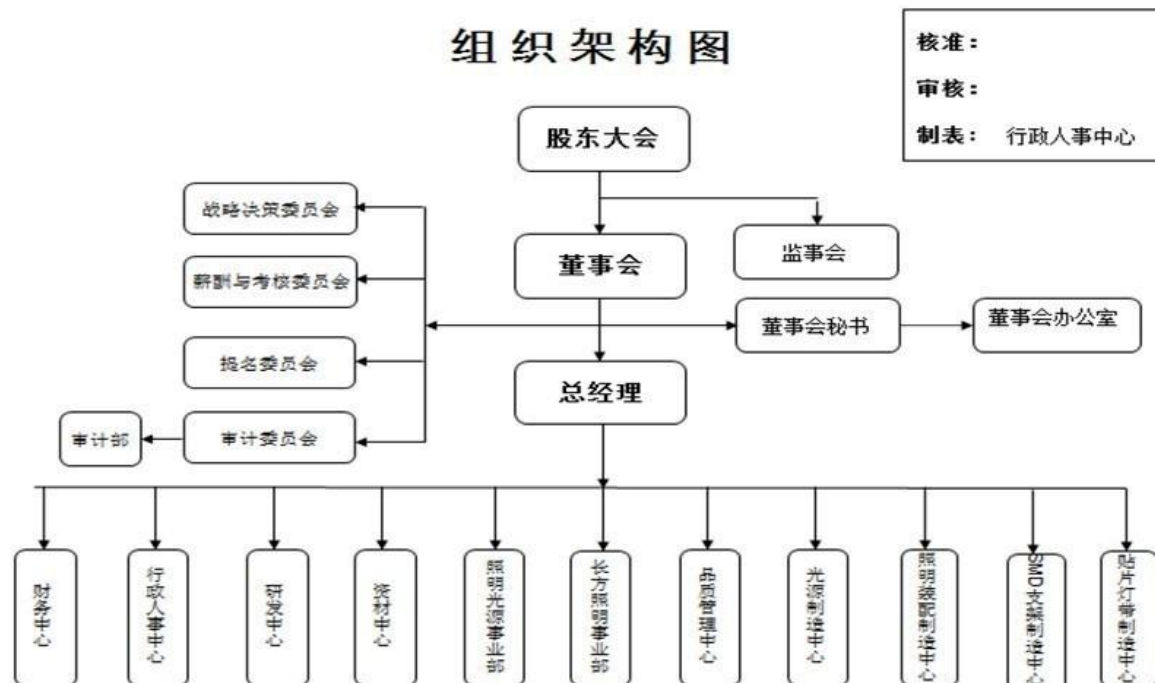 组织架构图
核准：
审核：
制表： 行政人事中心
股东大会
战略决策委员会
董事会
监事会
薪酬与考核委员会
董事会秘书
董事会办公室
提名委员会
总经理
审计部
审计委员会
财务中心
行政人事中心
研发中心
资材中心
照明光源事业部
长方照明事业部
品质管理中心
光源制造中心
照明装配制造中心
SMD支架制造中心
贴片灯带制造中心